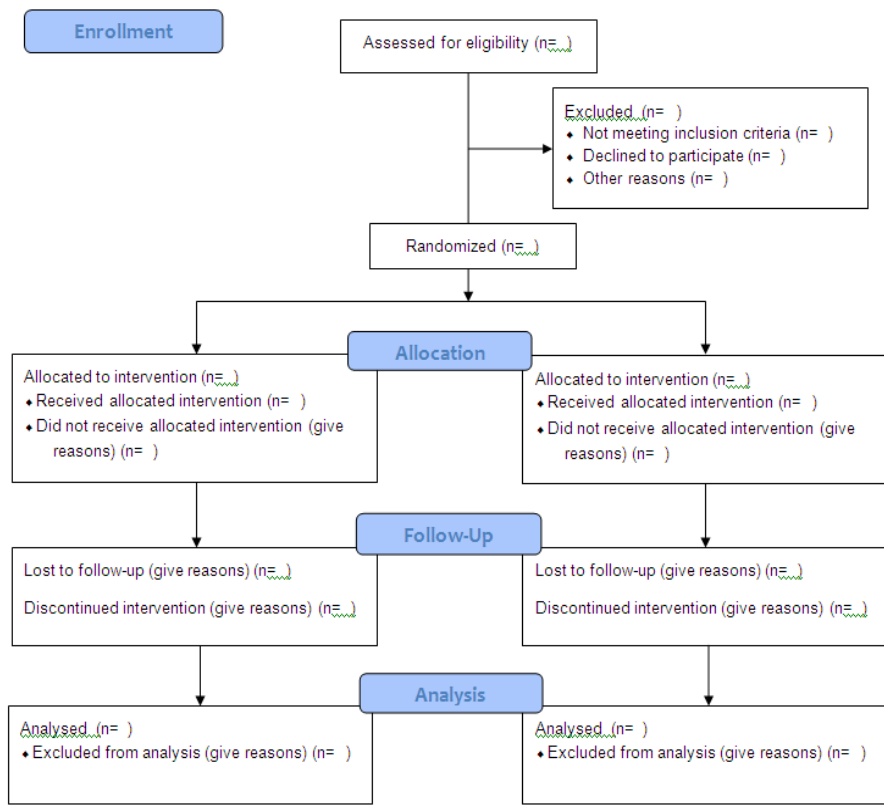 Enrollment
Assessed for eligibility (n= )
Excluded (n= )
⬥ Not meeting inclusion criteria (n= )
⬥ Declined to participate (n= )
⬥ Other reasons (n= )
Randomized (n= )
Allocation
Allocated to intervention (n= )
⬥ Received allocated intervention (n= )
⬥ Did not receive allocated intervention (give
reasons) (n= )
Allocated to intervention (n= )
⬥ Received allocated intervention (n= )
⬥ Did not receive allocated intervention (give
reasons) (n= )
Follow-Up
Lost to follow-up (give reasons) (n= )
Discontinued intervention (give reasons) (n= )
Lost to follow-up (give reasons) (n= )
Discontinued intervention (give reasons) (n= )
Analysis
Analysed (n= )
⬥ Excluded from analysis (give reasons) (n= )
Analysed (n= )
⬥ Excluded from analysis (give reasons) (n= )